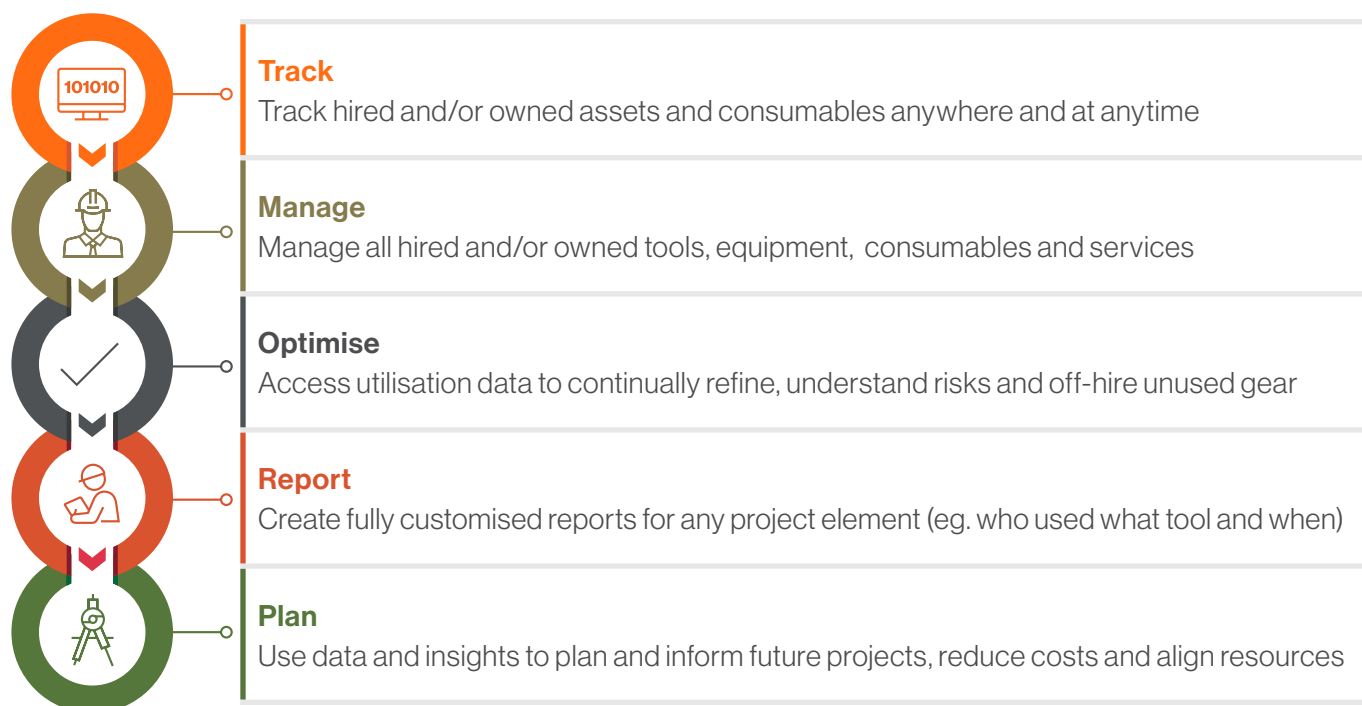 101010
Track
Track hired and/or owned assets and consumables anywhere and at anytime
Manage
Manage all hired and/or owned tools, equipment,  consumables and services
Optimise
Access utilisation data to continually refine, understand risks and off-hire unused gear
Report
Create fully customised reports for any project element (eg. who used what tool and when)
Plan
Use data and insights to plan and inform future projects, reduce costs and align resources